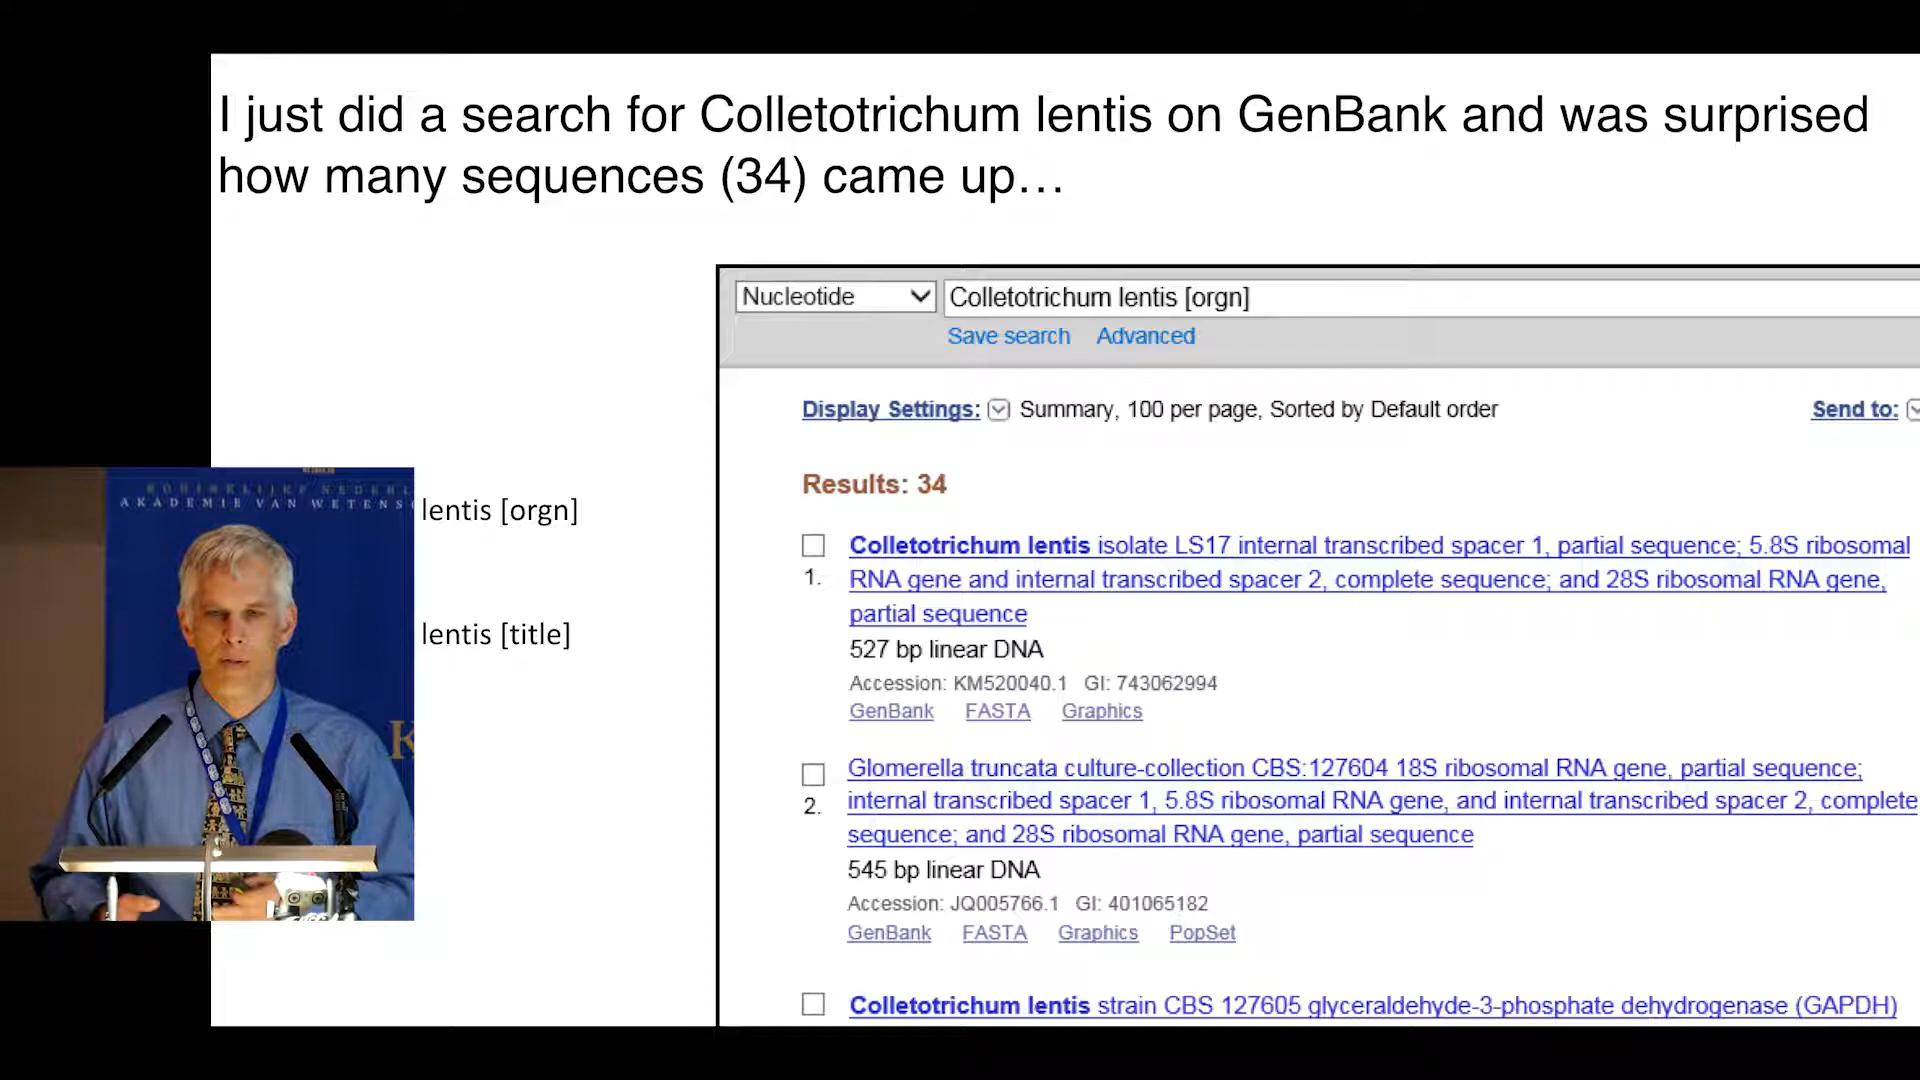 I just did a search for Colletotrichum lentis on GenBank and was surprised
how many sequences (34) came up…
Nucleotide
Colletotrichum lentis [orgn]
Save search Advanced
Display Settings: Summary, 100 per page, Sorted by Default order
Send to:
Results: 34
Colletotrichum lentis isolate LS17 internal transcribed spacer 1, partial sequence; 5.8S ribosomal
1. RNA gene and internal transcribed spacer 2, complete sequence; and 28S ribosomal RNA gene,
partial sequence
527 bp linear DNA
Accession: KM520040.1 GI: 743062994
GenBank FASTA Graphics
Glomerella truncata culture-collection CBS:127604 18S ribosomal RNA gene, partial sequence;
2. internal transcribed spacer 1, 5.8S ribosomal RNA gene, and internal transcribed spacer 2, complete
sequence; and 28S ribosomal RNA gene, partial sequence
545 bp linear DNA
Accession: JQ005766.1 GI: 401065182
GenBank FASTA Graphics PopSet
Colletotrichum lentis strain CBS 127605 glyceraldehyde-3-phosphate dehydrogenase (GAPDH)
lentis [orgn]
lentis [title]
AKADEMIE VAN WETENS
K